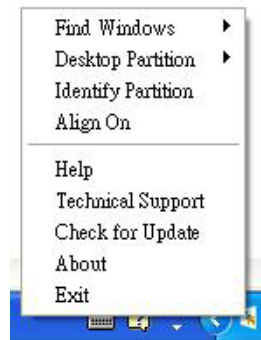 Find Windows
Desktop Partition
Identify Partition
Align On
Help
Technical Support
Check for Update
About
Exit